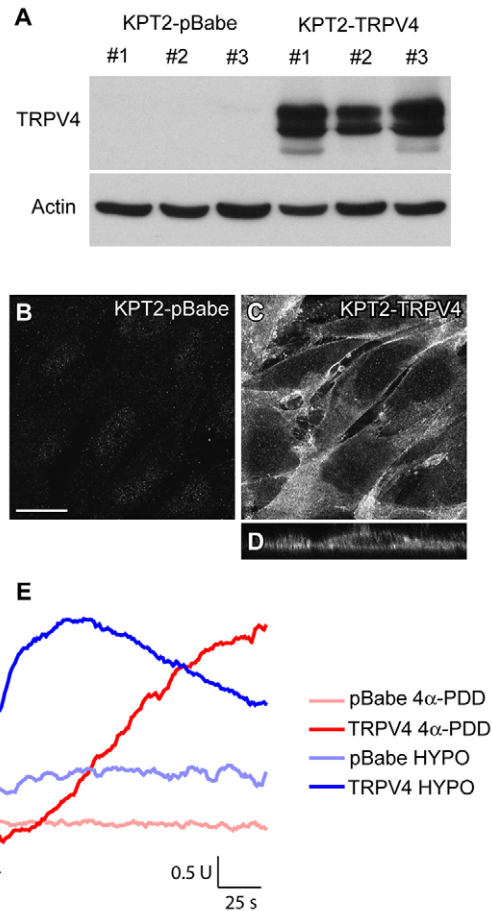 A
KPT2-pBabe KPT2-TRPV4
#1 #2 #3 #1 #2 #3
TRPV4
Actin
B KPT2-pBabe
C KPT2-TRPV4
D
E
pBabe 4α-PDD
TRPV4 4α-PDD
pBabe HYPO
TRPV4 HYPO
0.5 U
25 s